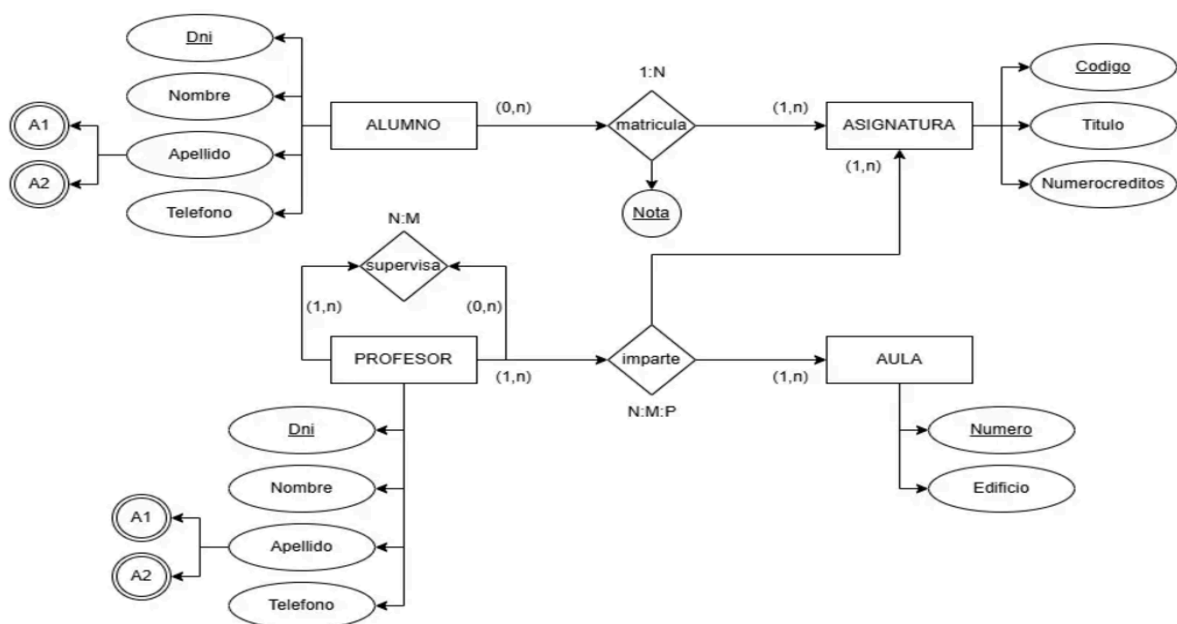 Dni
Nombre
Apellido
Telefono
A1
A2
ALUMNO
(0,n)
1:N
matricula
Nota
(1,n)
ASIGNATURA
(1,n)
Codigo
Titulo
Numerocreditos
N:M
supervisa
(1,n)
(0,n)
PROFESOR
(1,n)
imparte
N:M:P
(1,n)
AULA
Numero
Edificio
Dni
Nombre
Apellido
Telefono
A1
A2